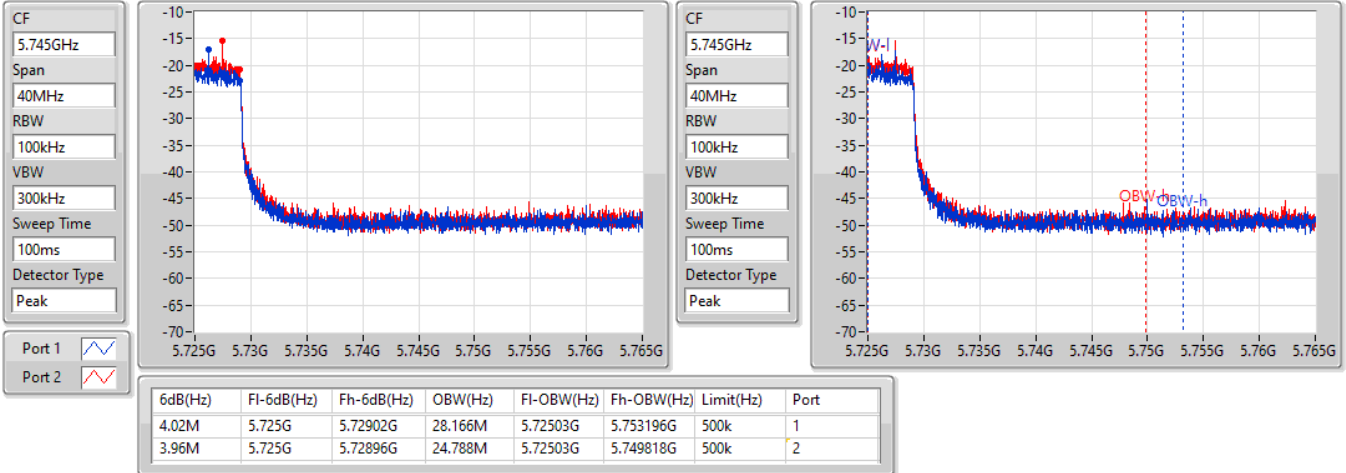 CF
5.745GHz
Span
40MHz
RBW
100kHz
VBW
300kHz
Sweep Time
100ms
Detector Type
Peak
-10
-15
-20
-25
-30
-35
-40
-45
-50
-55
-60
-65
-70
5.725G 5.73G 5.735G 5.74G 5.745G 5.75G 5.755G 5.76G 5.765G
CF
5.745GHz
Span
40MHz
RBW
100kHz
VBW
300kHz
Sweep Time
100ms
Detector Type
Peak
-10
-15
-20
-25
-30
-35
-40
-45
-50
-55
-60
-65
-70
W-l
OBW-h
OBW-h
5.725G 5.73G 5.735G 5.74G 5.745G 5.75G 5.755G 5.76G 5.765G
Port 1
Port 2
6dB(Hz) Fl-6dB(Hz) Fh-6dB(Hz) OBW(Hz) Fl-OBW(Hz) Fh-OBW(Hz) Limit(Hz) Port
4.02M 5.725G 5.72902G 28.166M 5.72503G 5.753196G 500k 1
3.96M 5.725G 5.72896G 24.788M 5.72503G 5.749818G 500k 2